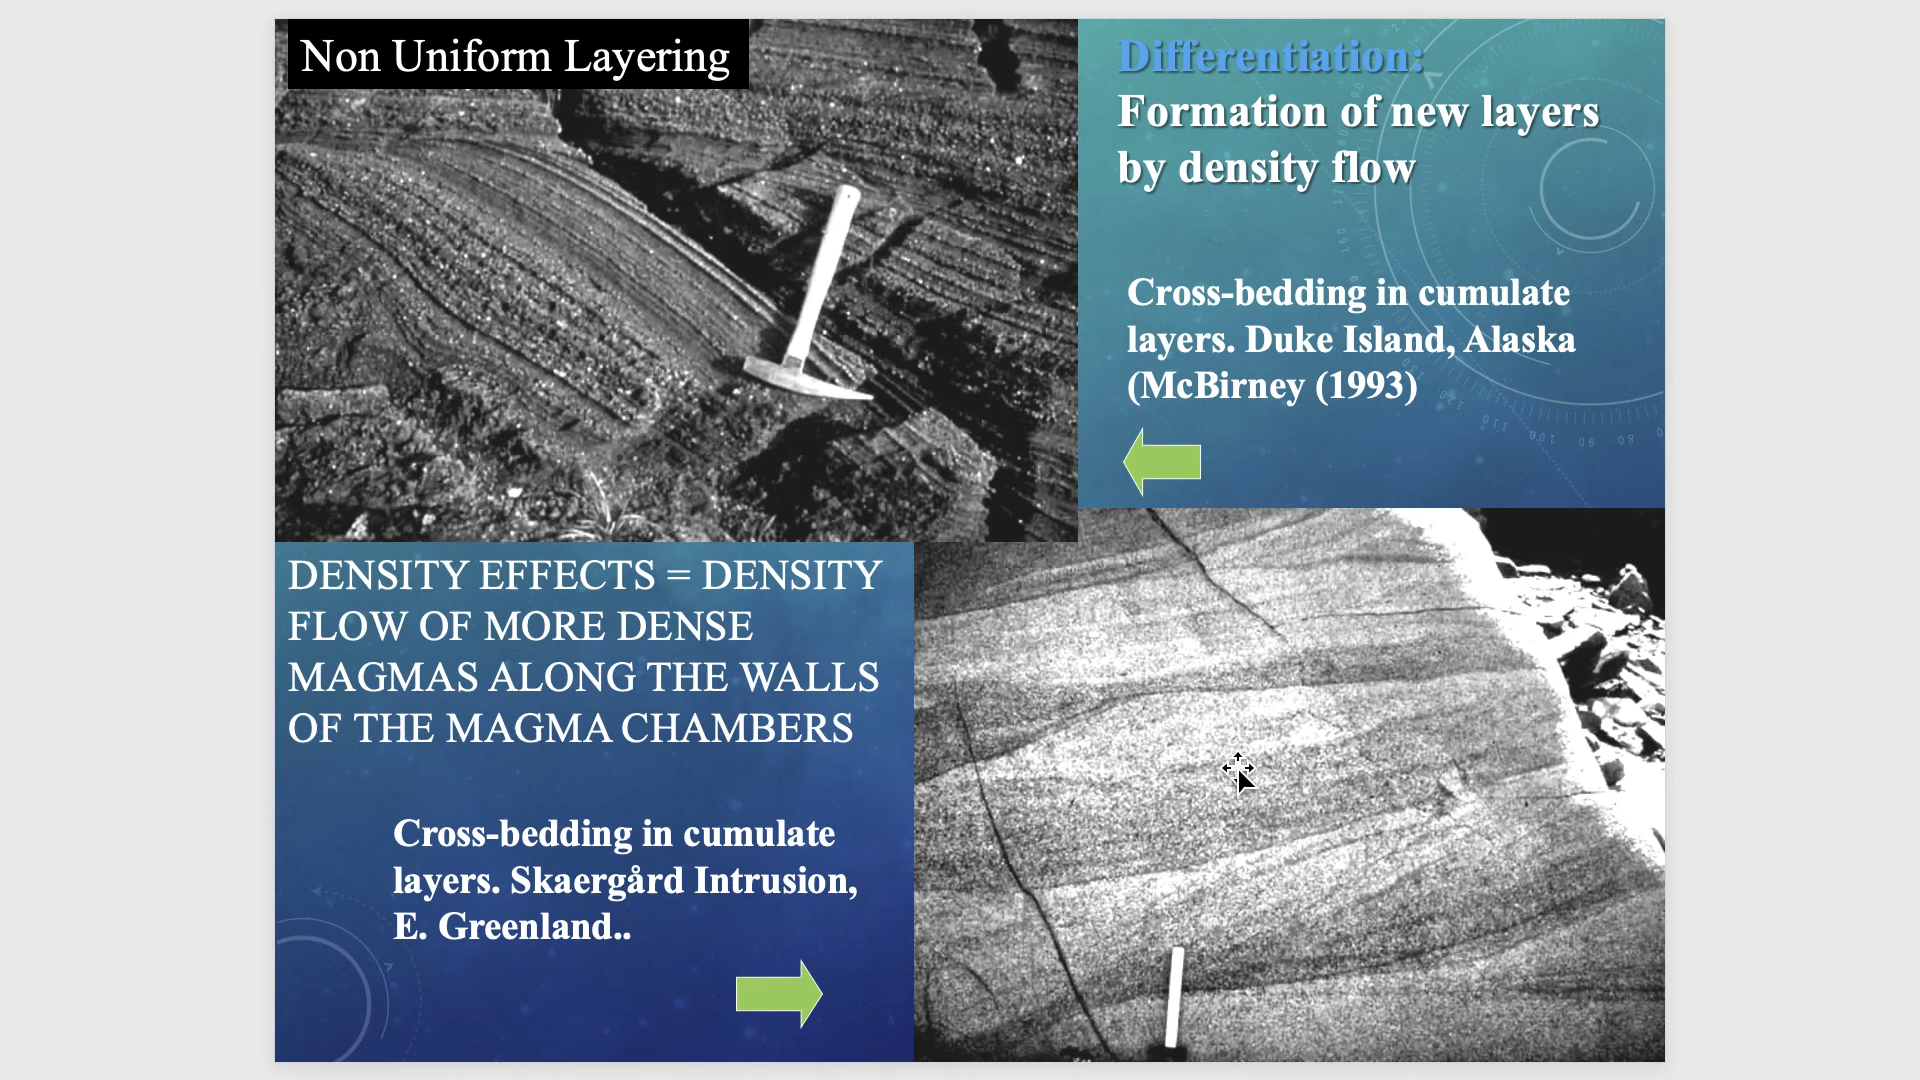 Non Uniform Layering
Differentiation:
Formation of new layers
by density flow
Cross-bedding in cumulate
layers. Duke Island, Alaska
(McBirney (1993)
DENSITY EFFECTS = DENSITY
FLOW OF MORE DENSE
MAGMAS ALONG THE WALLS
OF THE MAGMA CHAMBERS
Cross-bedding in cumulate
layers. Skaergård Intrusion,
E. Greenland..